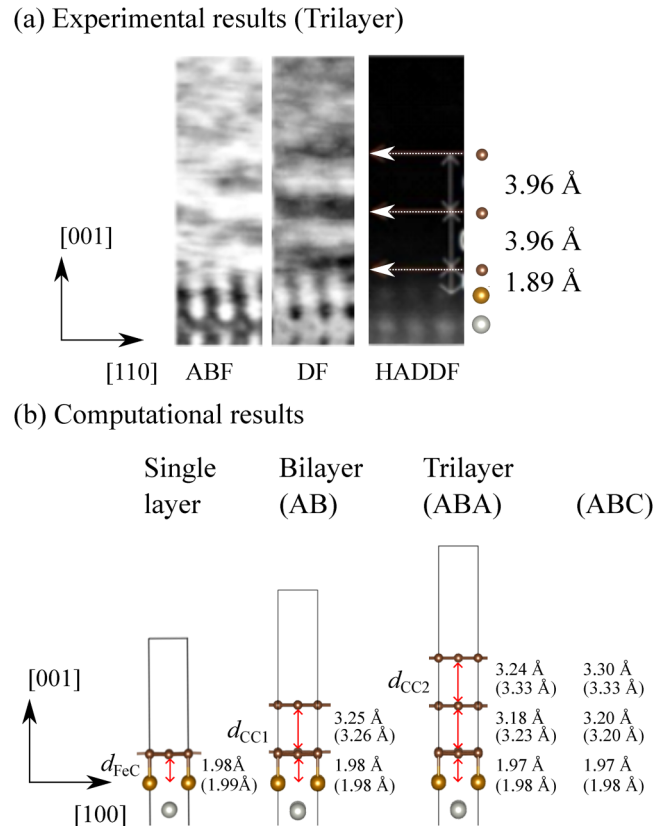 (a) Experimental results (Trilayer)
3.96 Å
3.96 Å
1.89 Å
[001]
[110]
ABF
DF
HADDF
(b) Computational results
Single layer
Bilayer (AB)
Trilayer (ABA)
(ABC)
[001]
[100]
dFeC
1.98Å
(1.99Å)
dCC1
3.25 Å
(3.26 Å)
1.98 Å
(1.98 Å)
dCC2
3.24 Å
(3.33 Å)
3.18 Å
(3.23 Å)
1.97 Å
(1.98 Å)
3.30 Å
(3.33 Å)
3.20 Å
(3.20 Å)
1.97 Å
(1.98 Å)